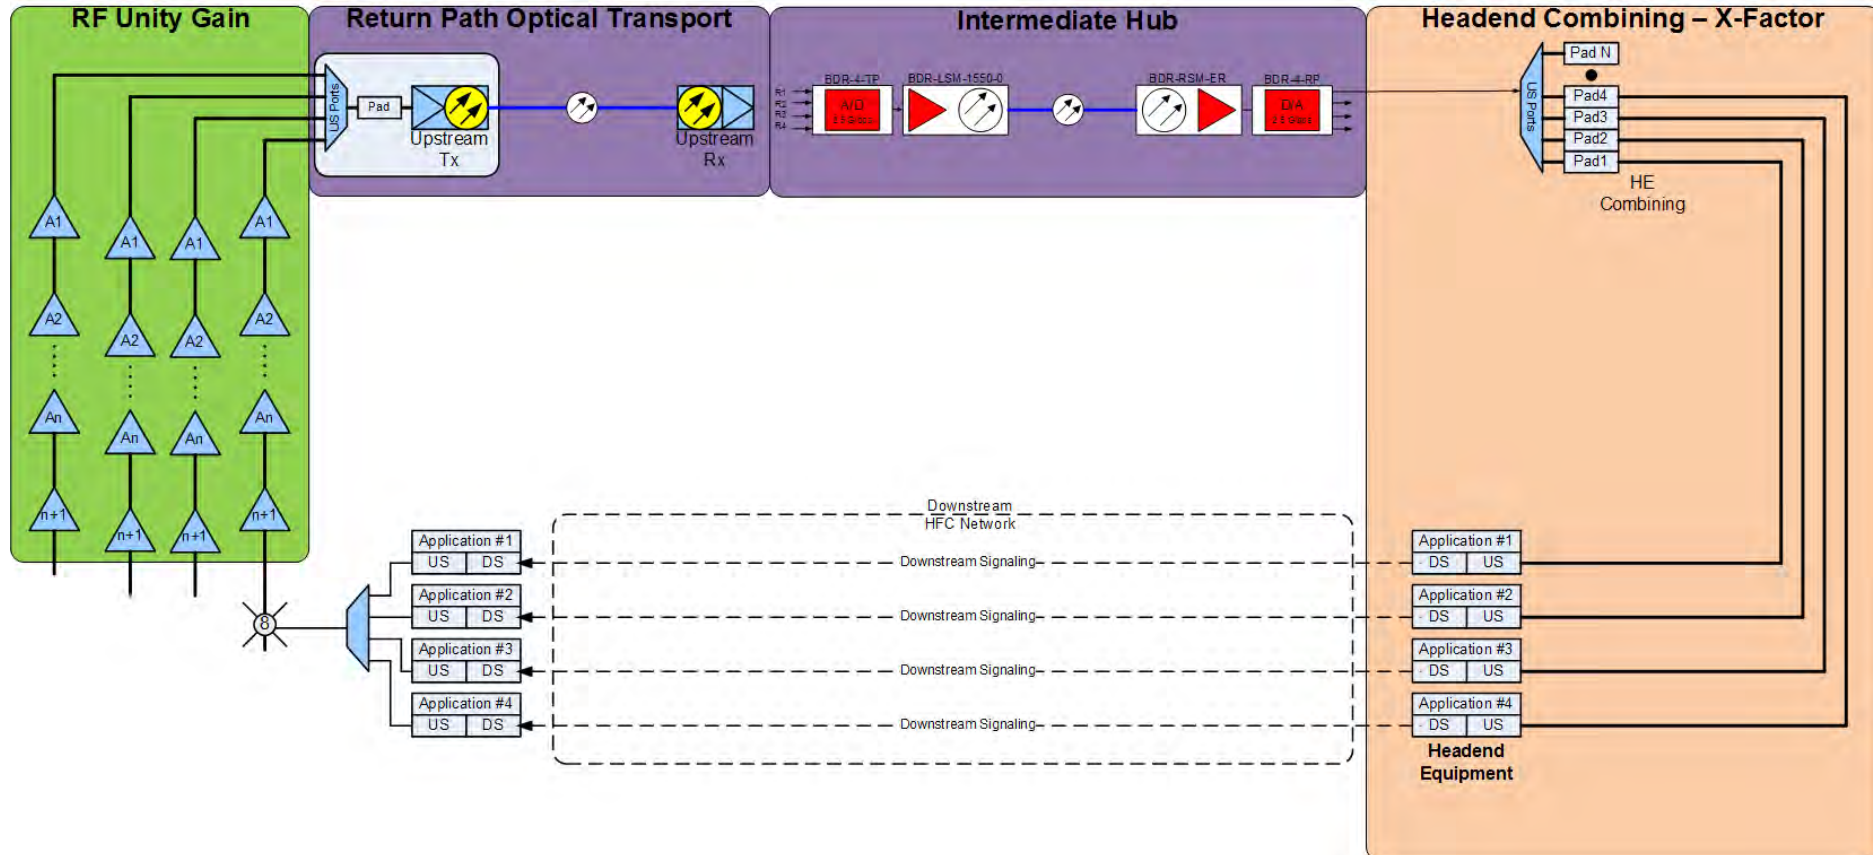 RF Unity Gain
Return Path Optical Transport
Intermediate Hub
Headend Combining – X-Factor
US Ports
Pad
Upstream
Tx
Upstream
Rx
R1
R2
R3
R4
BDR-4-TP
A/D
BDR-LSM-1550-0
BDR-RSM-ER
BDR-4-RP
D/A
US Ports
Pad N
Pad4
Pad3
Pad2
Pad1
HE
Combining
A1
A1
A1
A1
A2
A2
A2
A2
An
An
An
An
n+1
n+1
n+1
n+1
8
Application #1
US DS
Application #2
US DS
Application #3
US DS
Application #4
US DS
Downstream
HFC Network
Downstream Signaling
Downstream Signaling
Downstream Signaling
Downstream Signaling
Application #1
DS US
Application #2
DS US
Application #3
DS US
Application #4
DS US
Headend
Equipment